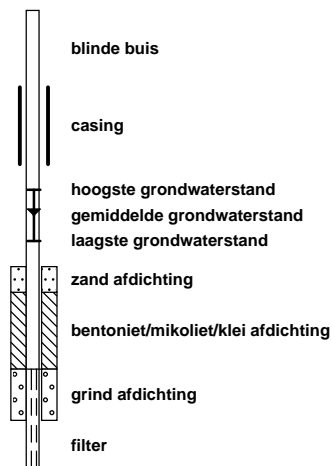 blinde buis
casing
hoogste grondwaterstand
gemiddelde grondwaterstand
laagste grondwaterstand
zand afdichting
bentoniet/mikoliet/klei afdichting
grind afdichting
filter